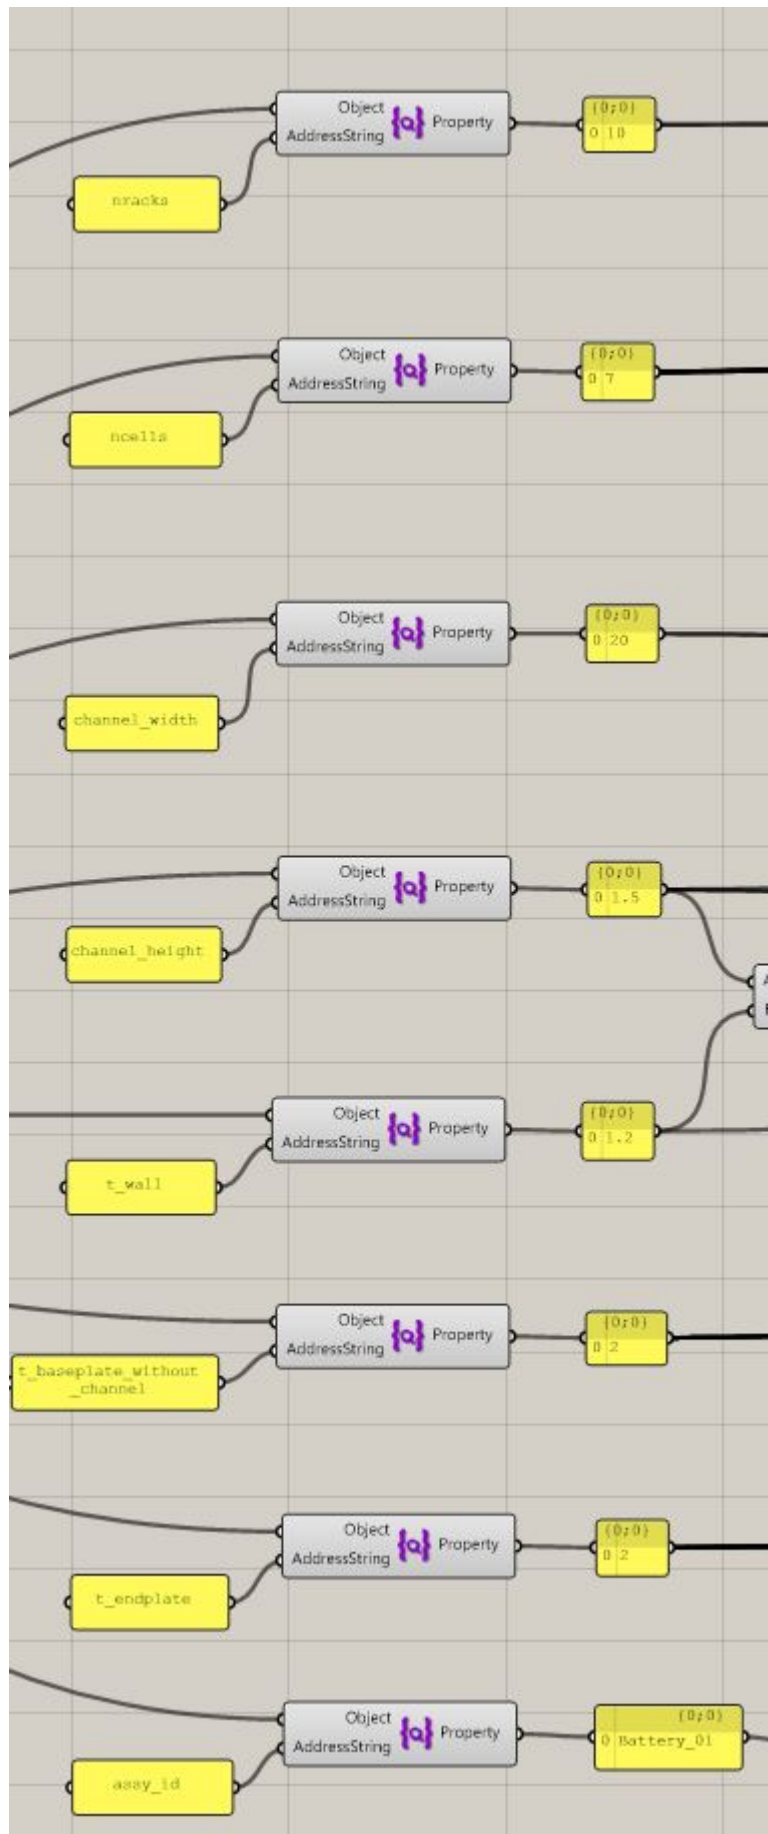 Object
AddressString
Property
{0;0}
0 10
nracks
Object
AddressString
Property
{0;0}
0 7
ncells
Object
AddressString
Property
{0;0}
0 20
channel_width
Object
AddressString
Property
{0;0}
0 1.5
channel_height
A
Object
AddressString
Property
{0;0}
0 1.2
t_wall
Object
AddressString
Property
{0;0}
0 2
t_baseplate_without
_channel
Object
AddressString
Property
{0;0}
0 2
t_endplate
Object
AddressString
Property
{0;0}
0 Battery_01
assy_id